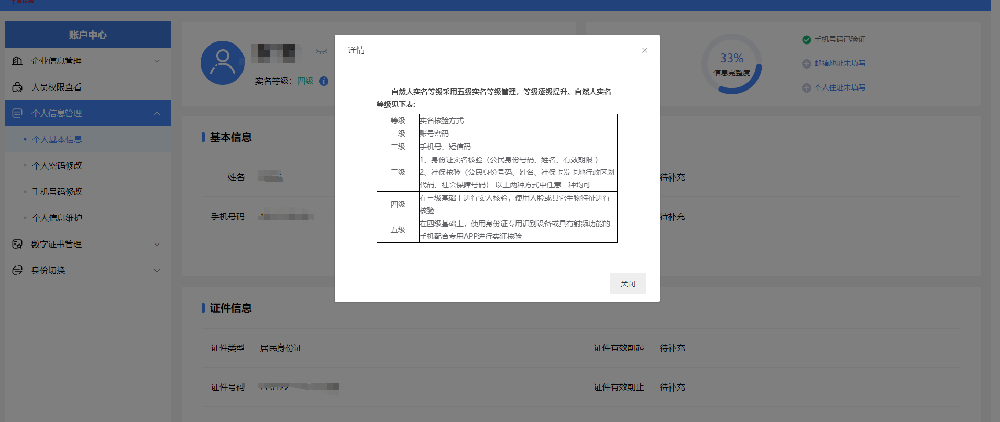 账户中心
企业信息管理
人员权限查看
个人信息管理
个人基本信息
个人密码修改
手机号码修改
个人信息维护
数字证书管理
身份切换
实名等级：四级
33%
信息完整度
手机号码已验证
邮箱地址未填写
个人住址未填写
基本信息
姓名
待补充
手机号码
待补充
详情
自然人实名等级采用五级实名等级管理，等级逐级提升。自然人实名
等级见下表:
等级 实名核验方式
一级 账号密码
二级 手机号、短信码
三级
1、身份证实名核验（公民身份号码、姓名、有效期限 ）
2、社保核验（公民身份号码、姓名、社保卡发卡地行政区划
代码、社会保障号码） 以上两种方式中任意一种均可
四级
在三级基础上进行实人核验，使用人脸或其它生物特征进行
核验
五级
在四级基础上，使用身份证专用识别设备或具有射频功能的
手机配合专用APP进行实证核验
关闭
证件信息
证件类型 居民身份证 证件有效期起 待补充
证件号码 证件有效期止 待补充